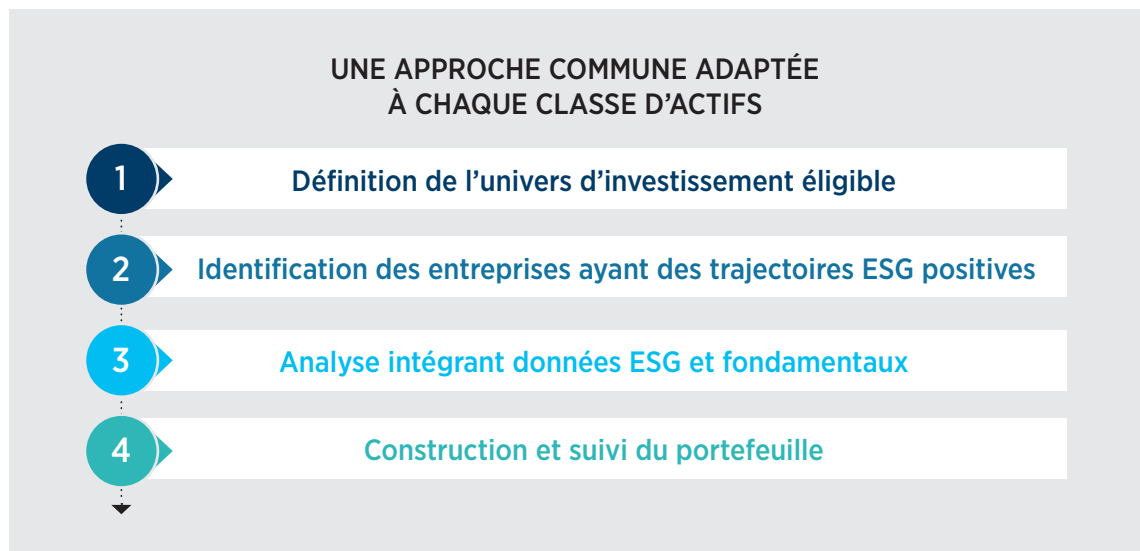 UNE APPROCHE COMMUNE ADAPTÉE
À CHAQUE CLASSE D’ACTIFS
1 Définition de l’univers d’investissement éligible
2 Identification des entreprises ayant des trajectoires ESG positives
3 Analyse intégrant données ESG et fondamentaux
4 Construction et suivi du portefeuille